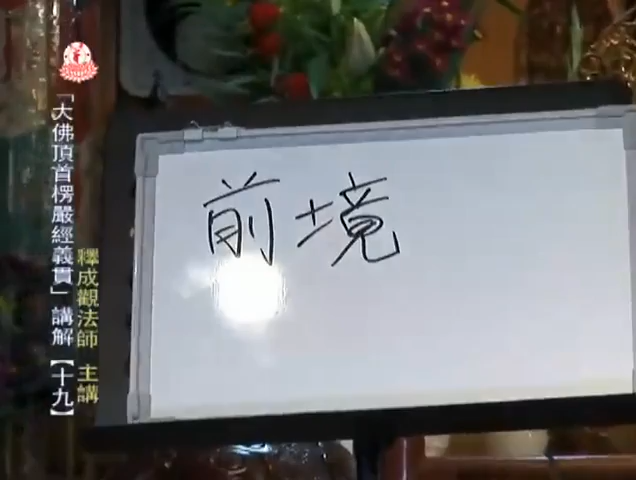 「大佛頂首楞嚴經義貫」講解【十九】
釋成觀法師 主講
前境